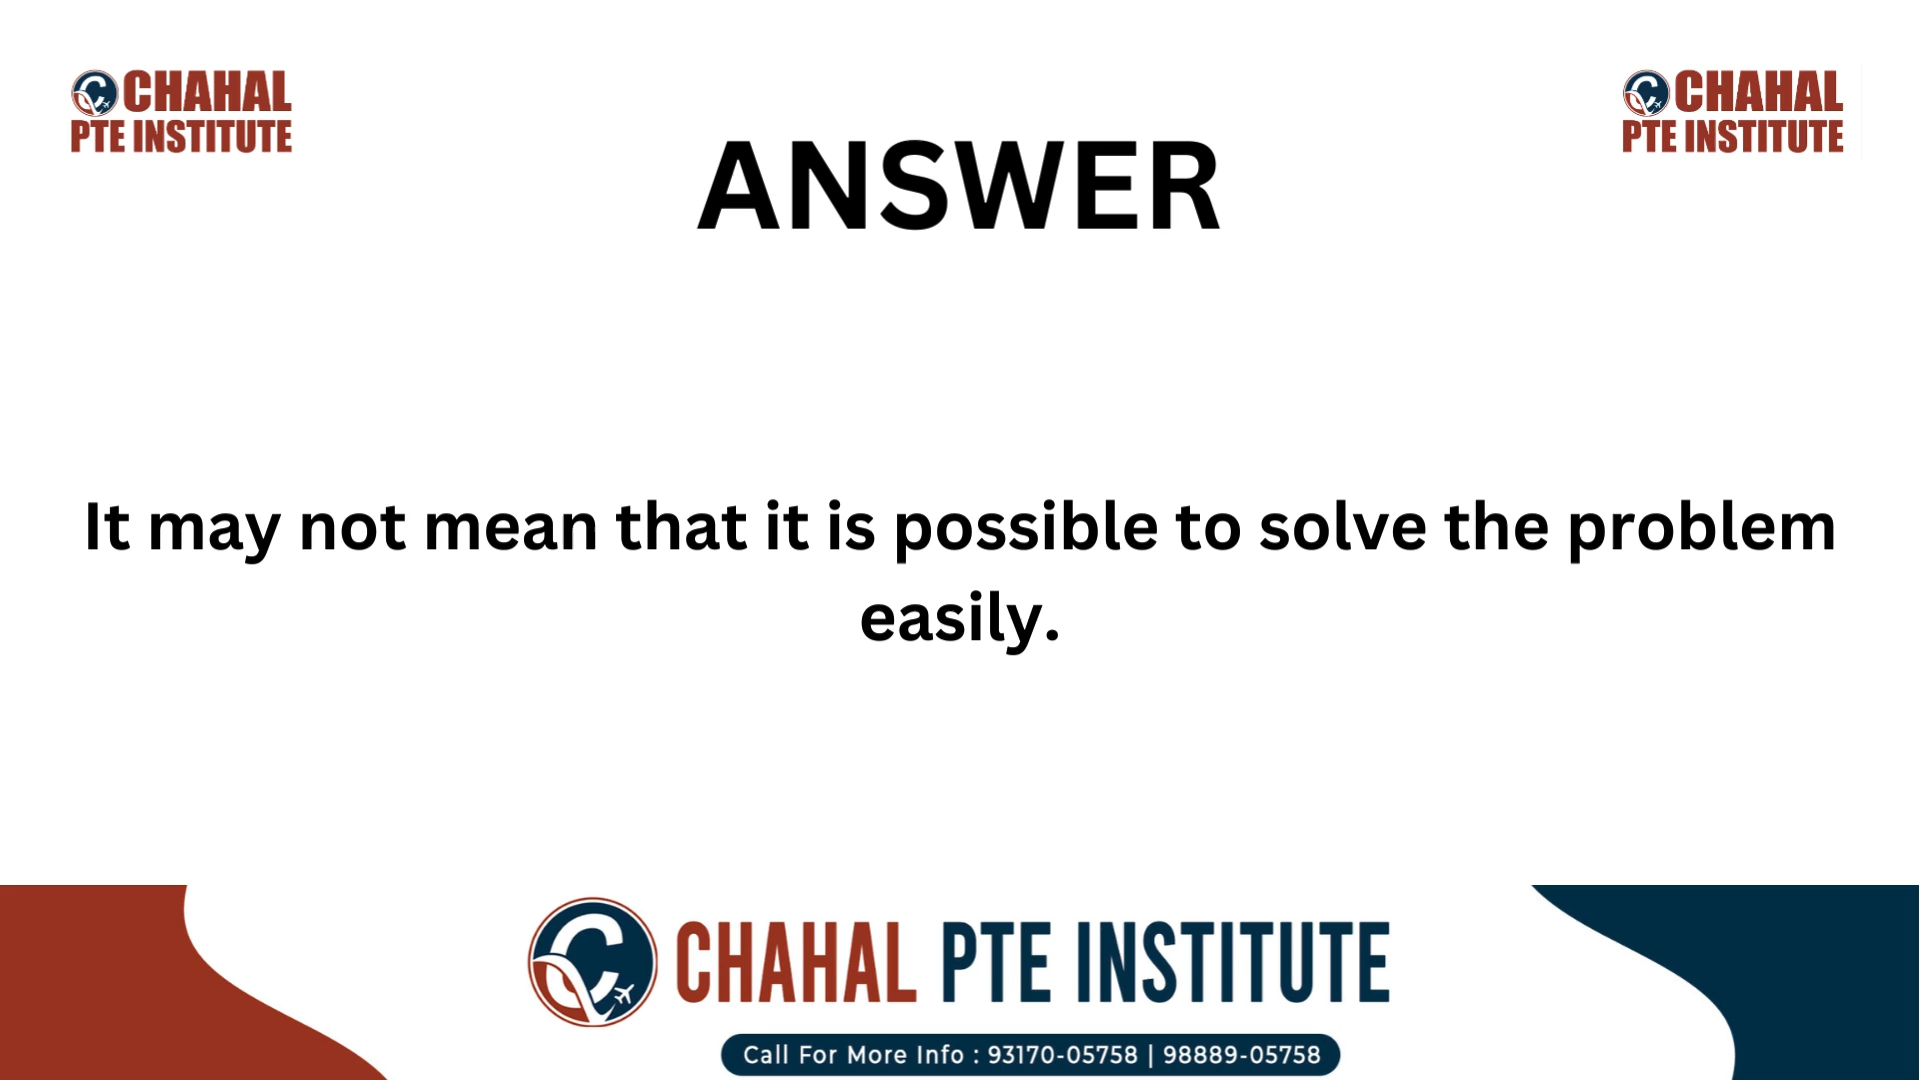 CHAHAL
PTE INSTITUTE
CHAHAL
PTE INSTITUTE
ANSWER
It may not mean that it is possible to solve the problem
easily.
CHAHAL PTE INSTITUTE
Call For More Info : 93170-05758 | 98889-05758